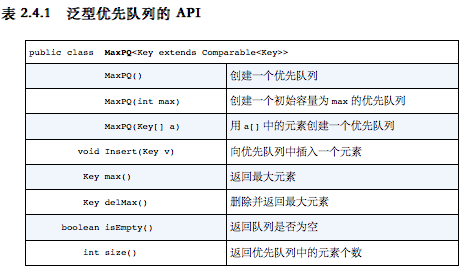 表 2.4.1 泛型优先队列的 API
public class MaxPQ<Key extends Comparable<Key>>
MaxPQ() 创建一个优先队列
MaxPQ(int max) 创建一个初始容量为 max 的优先队列
MaxPQ(Key[] a) 用 a[] 中的元素创建一个优先队列
void Insert(Key v) 向优先队列中插入一个元素
Key max() 返回最大元素
Key delMax() 删除并返回最大元素
boolean isEmpty() 返回队列是否为空
int size() 返回优先队列中的元素个数